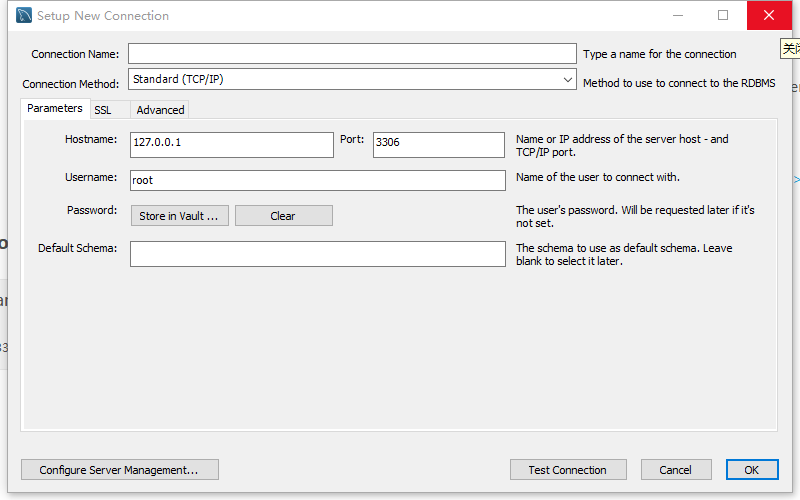 Setup New Connection
关闭
Connection Name:
Type a name for the connection
Connection Method:
Standard (TCP/IP)
Method to use to connect to the RDBMS
Parameters
SSL
Advanced
Hostname:
127.0.0.1
Port:
3306
Name or IP address of the server host - and
TCP/IP port.
Username:
root
Name of the user to connect with.
Password:
Store in Vault ...
Clear
The user's password. Will be requested later if it's
not set.
Default Schema:
The schema to use as default schema. Leave
blank to select it later.
Configure Server Management...
Test Connection
Cancel
OK